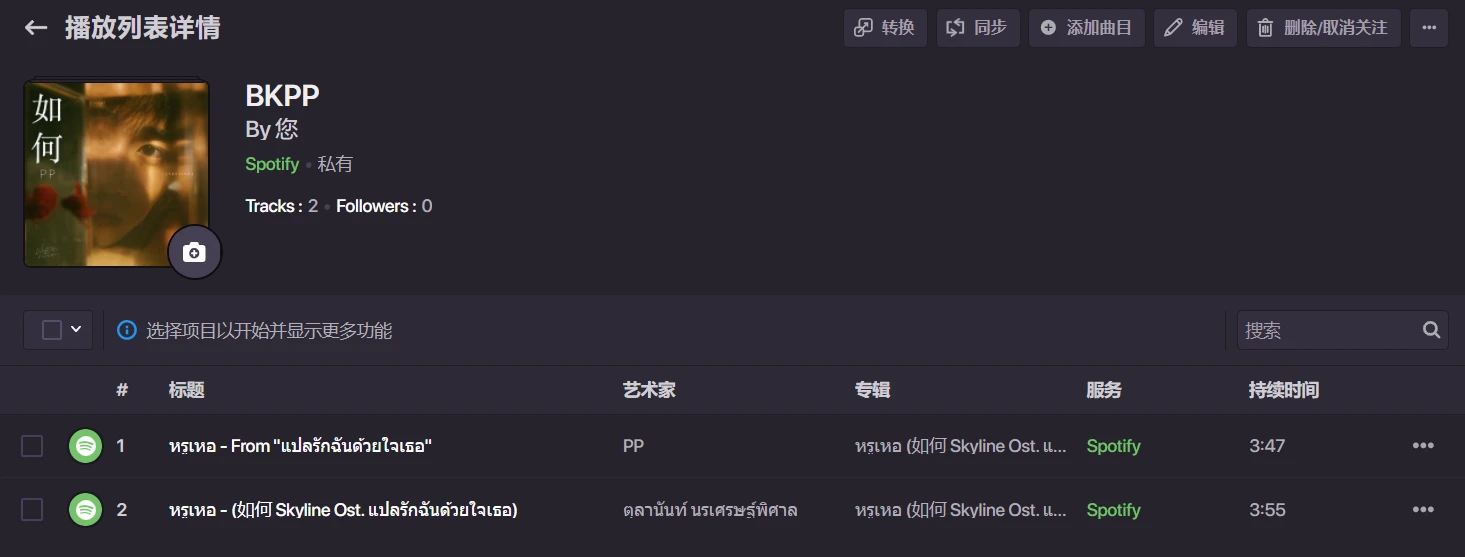 播放列表详情
转换
同步
添加曲目
编辑
删除/取消关注
如何
PP
BKPP
By 您
Spotify • 私有
Tracks : 2 • Followers : 0
选择项目以开始并显示更多功能
搜索
# 标题 艺术家 专辑 服务 持续时间
1 หรูเหอ - From "แปลรักฉันด้วยใจเธอ" PP หรูเหอ (如何 Skyline Ost. แ... Spotify 3:47
2 หรูเหอ - (如何 Skyline Ost. แปลรักฉันด้วยใจเธอ) ตุลานันท์ นรเศรษฐ์พิศาล หรูเหอ (如何 Skyline Ost. แ... Spotify 3:55